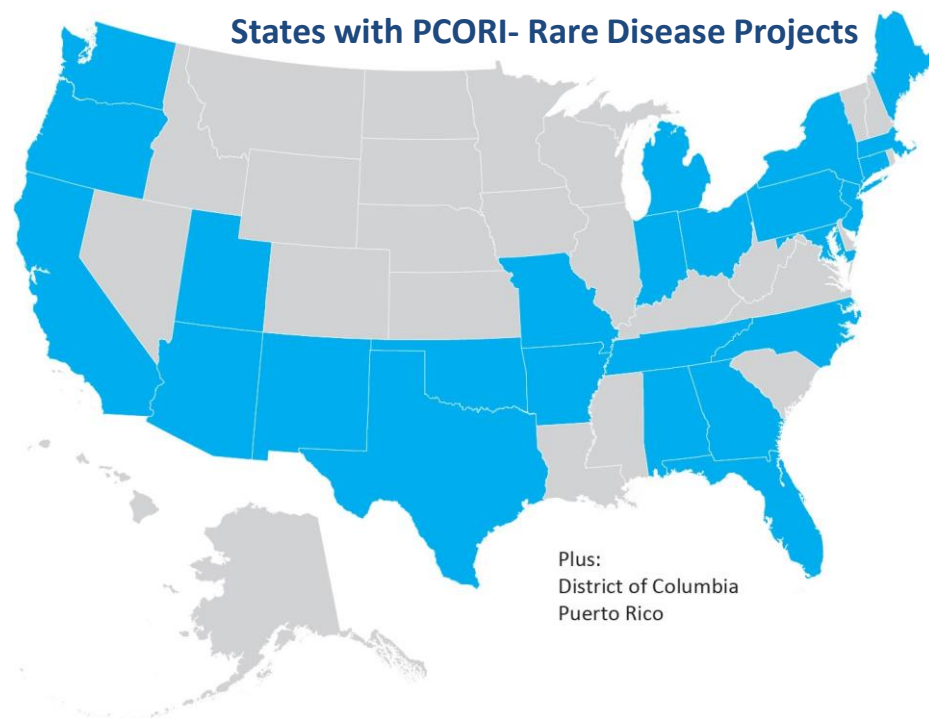 States with PCORI- Rare Disease Projects
Plus:
District of Columbia
Puerto Rico